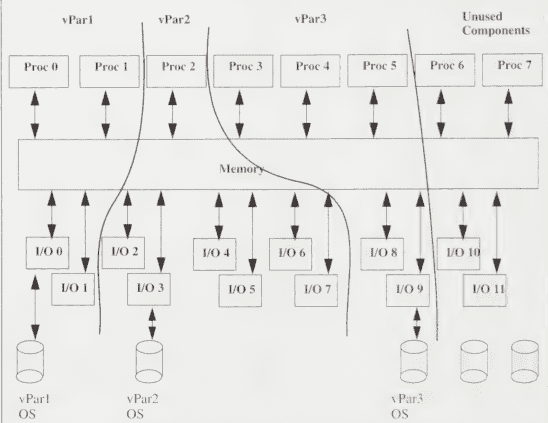 vPar1 vPar2 vPar3 Unused
Components
Proc 0 Proc 1 Proc 2 Proc 3 Proc 4 Proc 5 Proc 6 Proc 7
Memory
I/O 0 I/O 2 I/O 4 I/O 6 I/O 8 I/O 10
I/O 1 I/O 3 I/O 5 I/O 7 I/O 9 I/O 11
vPar1 vPar2 vPar3
OS OS OS